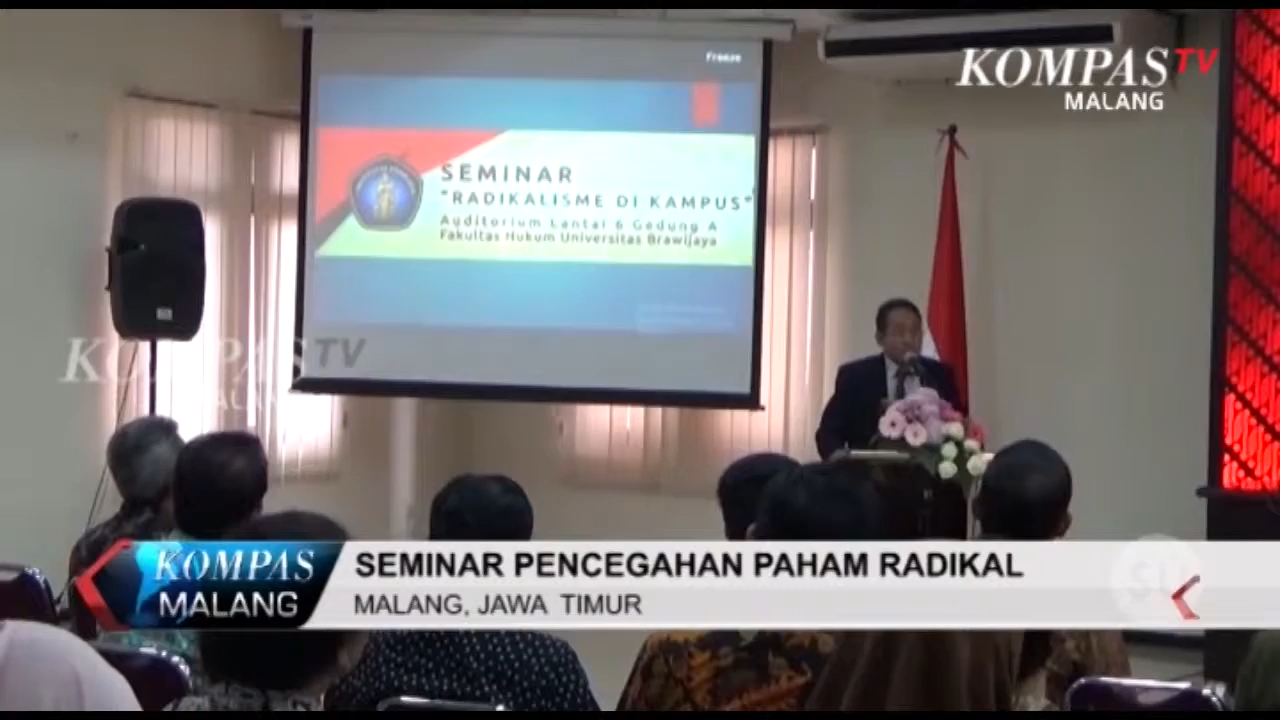 Freeze
KOMPAS TV
MALANG
SEMINAR
"RADIKALISME DI KAMPUS"
Auditorium Lantai 6 Gedung A
Fakultas Hukum Universitas Brawijaya
KOMPAS TV
MALANG
KOMPAS
MALANG
SEMINAR PENCEGAHAN PAHAM RADIKAL
MALANG, JAWA TIMUR